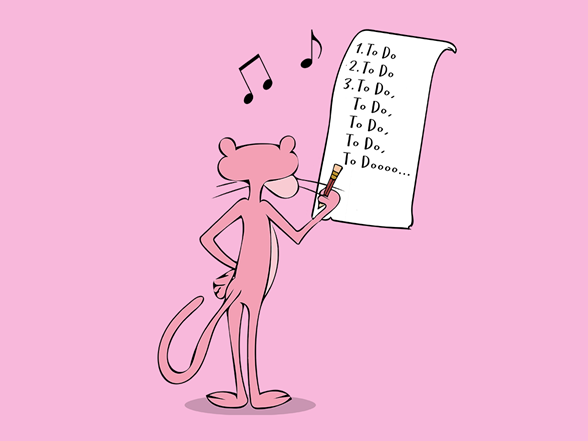 1. To Do
2. To Do
3. To Do,
To Do,
To Do,
To Do,
To Doooo...